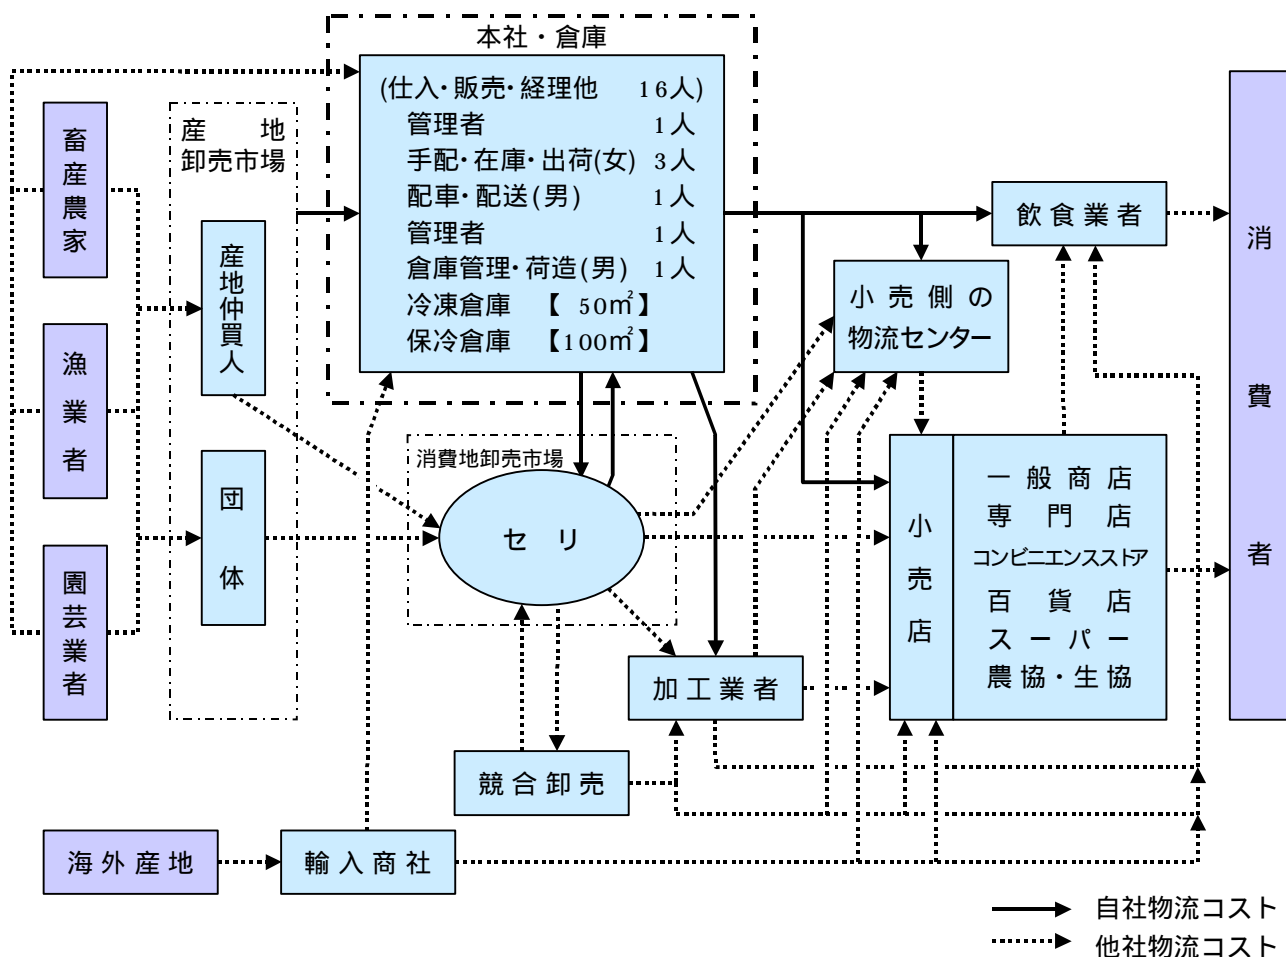 本社・倉庫
(仕入・販売・経理他 16人)
管理者 1人
手配・在庫・出荷(女) 3人
配車・配送(男) 1人
管理者 1人
倉庫管理・荷造(男) 1人
冷凍倉庫 【 50㎡】
保冷倉庫 【100㎡】
畜産農家
漁業者
園芸業者
産地
卸売市場
産地仲買人
団体
消費地卸売市場
セリ
飲食業者
小売側の
物流センター
小売店
一般商店
専門店
コンビニエンスストア
百貨店
スーパー
農協・生協
消費者
加工業者
競合卸売
海外産地
輸入商社
自社物流コスト
他社物流コスト